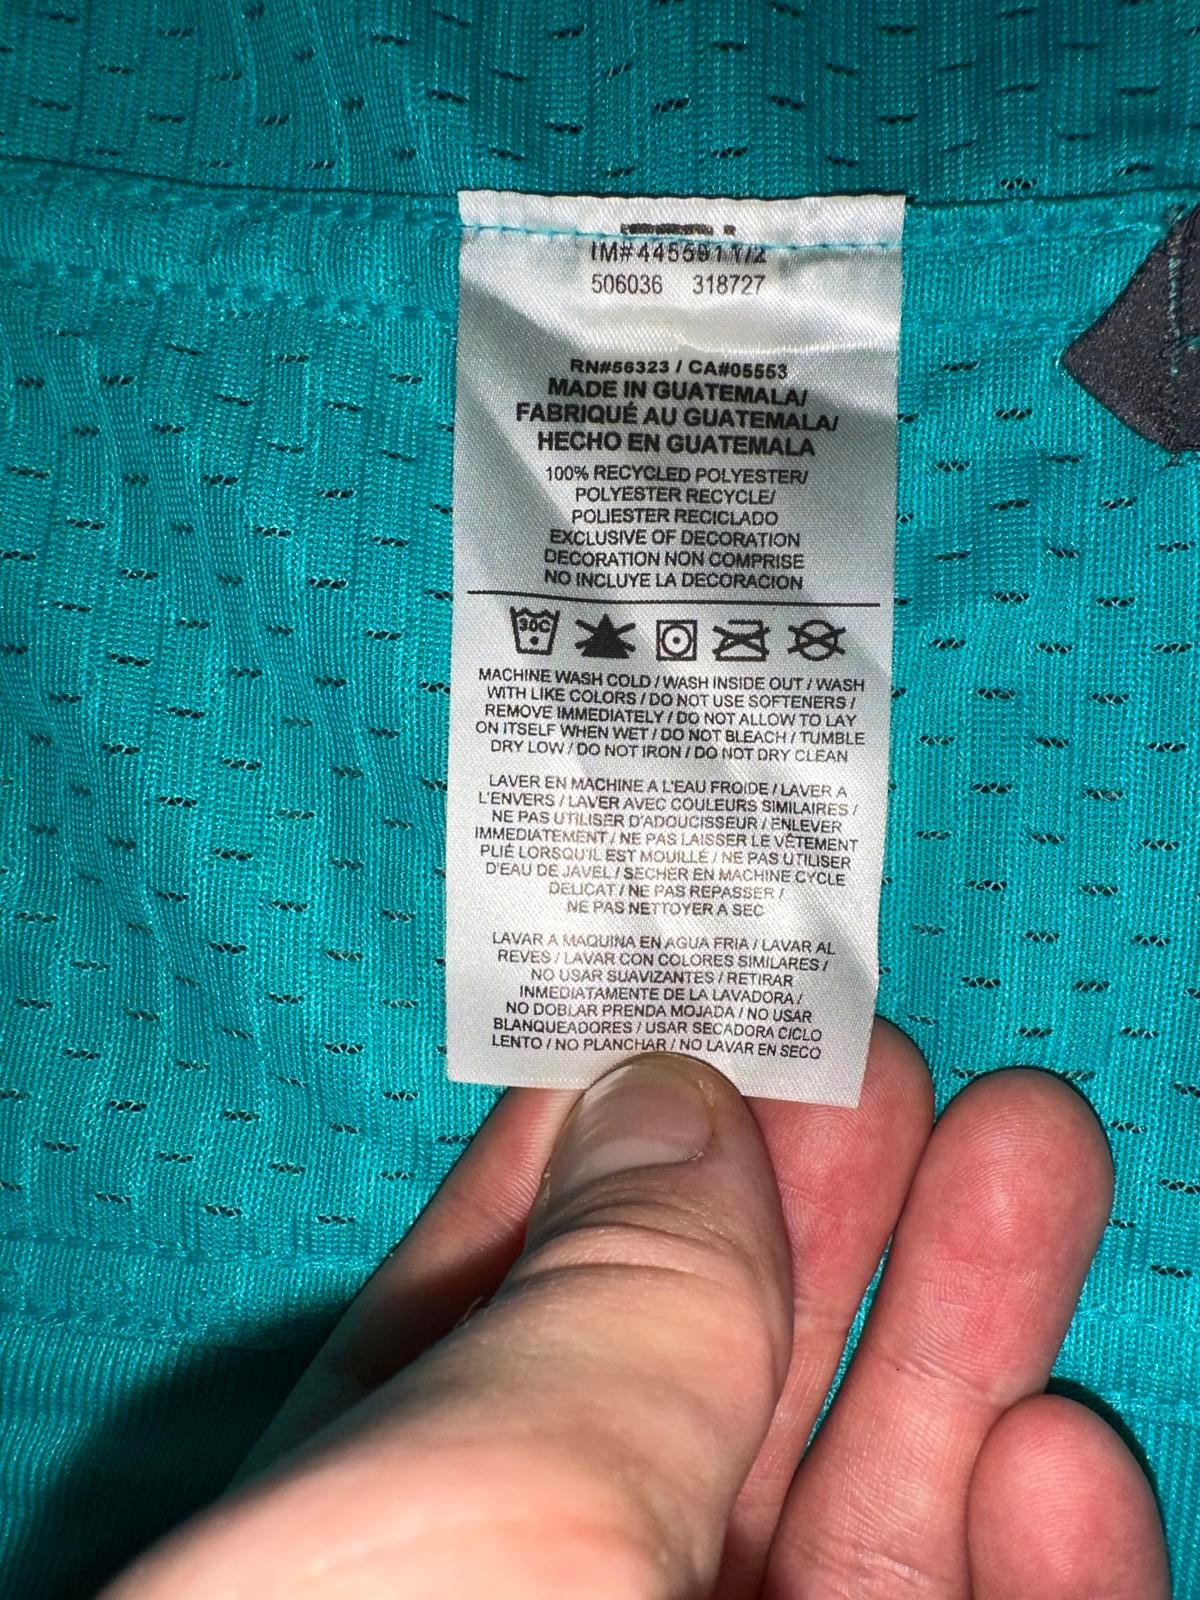 IM#445591 1/2
506036 318727
RN#56323 / CA#05553
MADE IN GUATEMALA/
FABRIQUÉ AU GUATEMALA/
HECHO EN GUATEMALA
100% RECYCLED POLYESTER/
POLYESTER RECYCLE/
POLIESTER RECICLADO
EXCLUSIVE OF DECORATION
DECORATION NON COMPRISE
NO INCLUYE LA DECORACION
30C
MACHINE WASH COLD / WASH INSIDE OUT / WASH
WITH LIKE COLORS / DO NOT USE SOFTENERS /
REMOVE IMMEDIATELY / DO NOT ALLOW TO LAY
ON ITSELF WHEN WET / DO NOT BLEACH / TUMBLE
DRY LOW / DO NOT IRON / DO NOT DRY CLEAN
LAVER EN MACHINE A L'EAU FROIDE / LAVER A
L'ENVERS / LAVER AVEC COULEURS SIMILAIRES /
NE PAS UTILISER D'ADOUCISSEUR / ENLEVER
IMMEDIATEMENT / NE PAS LAISSER LE VÊTEMENT
PLIÉ LORSQU'IL EST MOUILLÉ / NE PAS UTILISER
D'EAU DE JAVEL / SECHER EN MACHINE CYCLE
DELICAT / NE PAS REPASSER /
NE PAS NETTOYER A SEC
LAVAR A MAQUINA EN AGUA FRIA / LAVAR AL
REVES / LAVAR CON COLORES SIMILARES /
NO USAR SUAVIZANTES / RETIRAR
INMEDIATAMENTE DE LA LAVADORA /
NO DOBLAR PRENDA MOJADA / NO USAR
BLANQUEADORES / USAR SECADORA CICLO
LENTO / NO PLANCHAR / NO LAVAR EN SECO